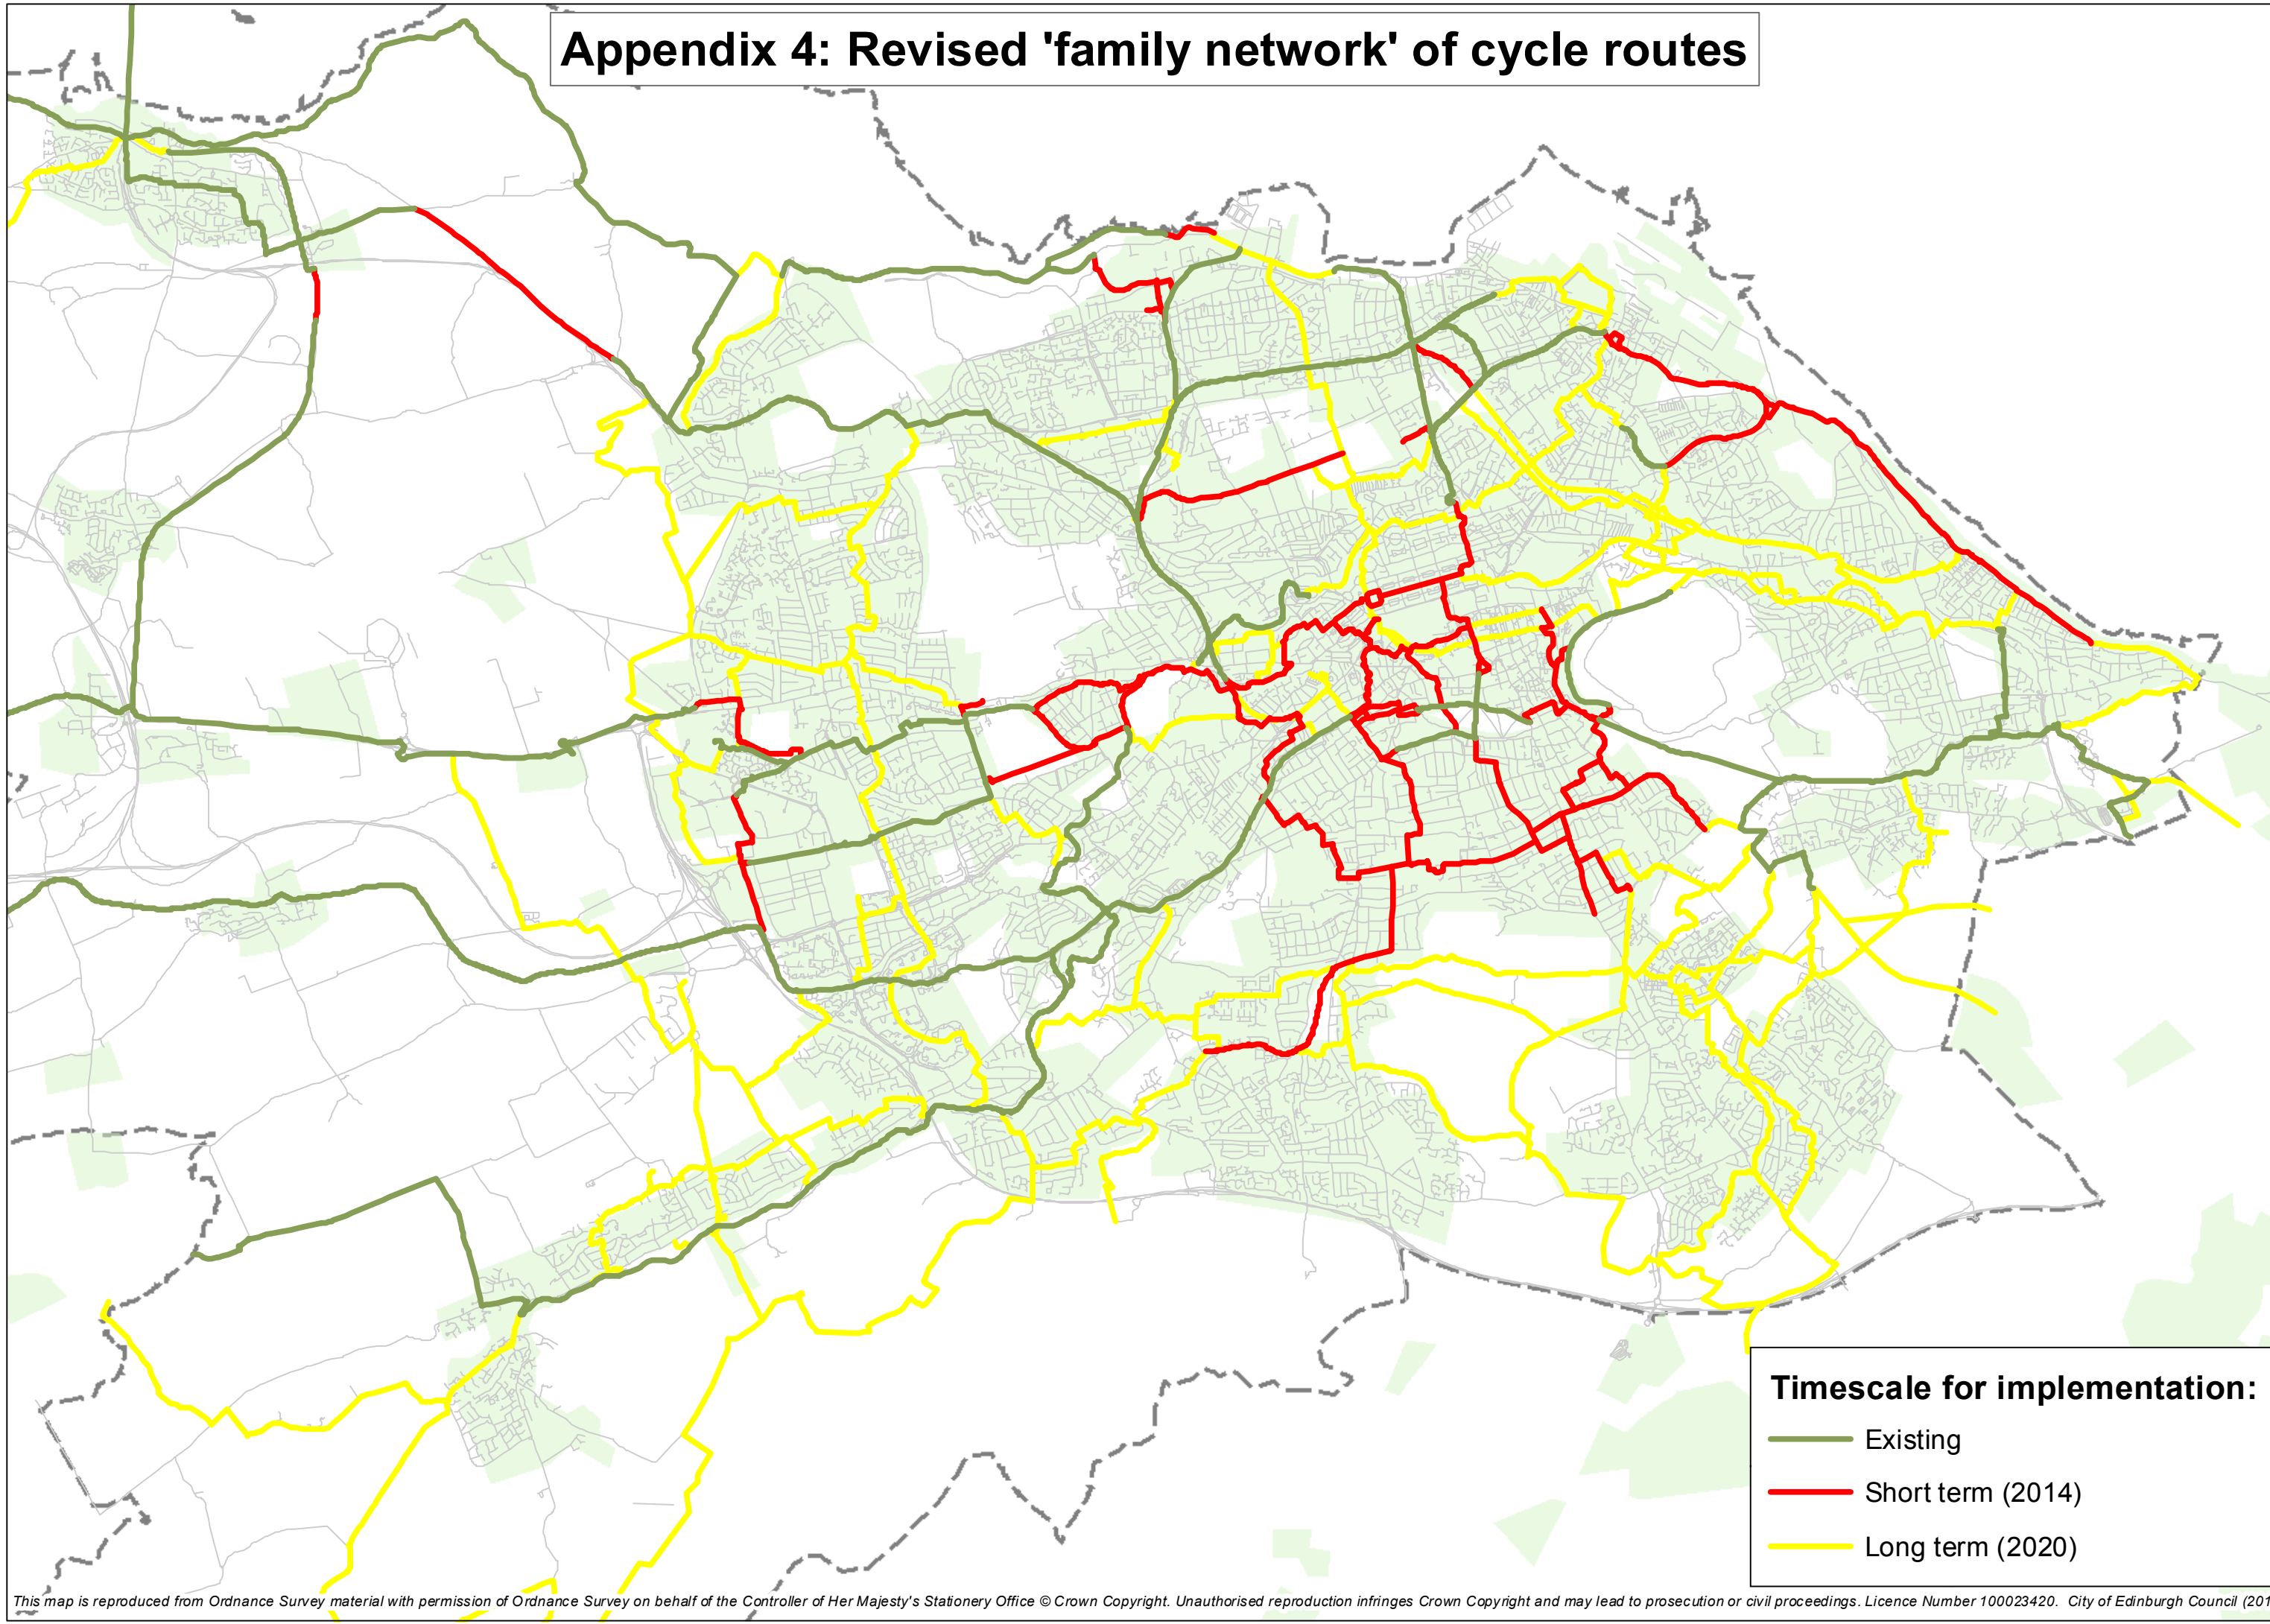 Appendix 4: Revised 'family network' of cycle routes
Timescale for implementation:
Existing
Short term (2014)
Long term (2020)
This map is reproduced from Ordnance Survey material with permission of Ordnance Survey on behalf of the Controller of Her Majesty's Stationery Office © Crown Copyright. Unauthorised reproduction infringes Crown Copyright and may lead to prosecution or civil proceedings. Licence Number 100023420. City of Edinburgh Council (201